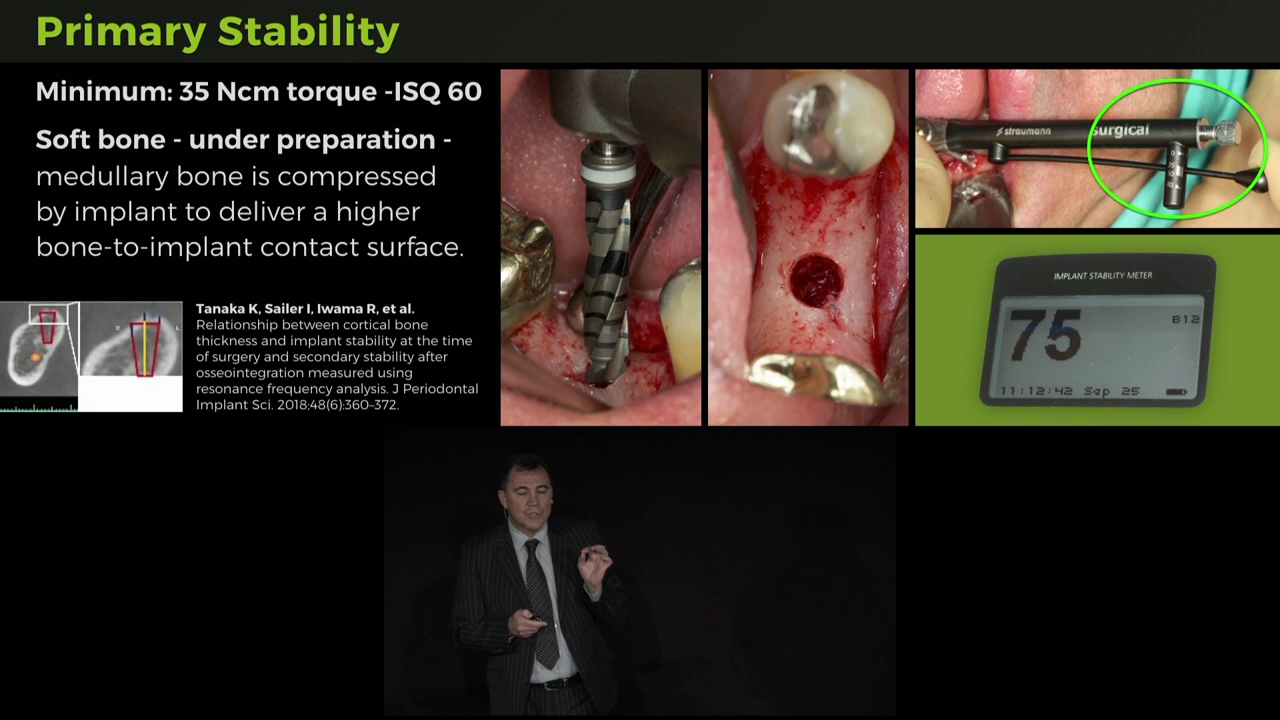 Primary Stability
Minimum: 35 Ncm torque -ISQ 60
Soft bone - under preparation -
medullary bone is compressed
by implant to deliver a higher
bone-to-implant contact surface.
Tanaka K, Sailer I, Iwama R, et al.
Relationship between cortical bone
thickness and implant stability at the time
of surgery and secondary stability after
osseointegration measured using
resonance frequency analysis. J Periodontal
Implant Sci. 2018;48(6):360–372.
straumann surgical
IMPLANT STABILITY METER
75
B12
11:12:42 Sep 25